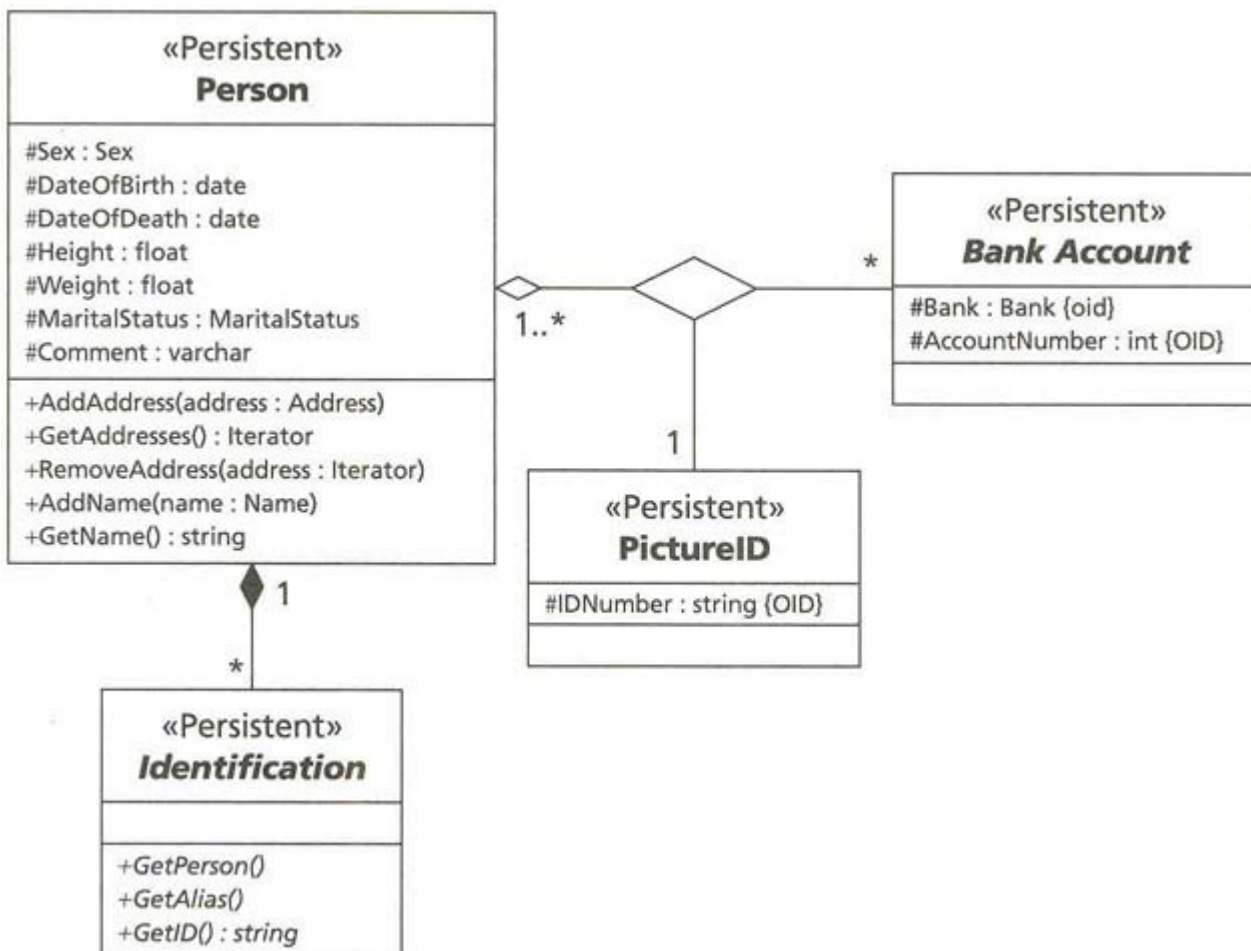 «Persistent»
Person
#Sex : Sex
#DateOfBirth : date
#DateOfDeath : date
#Height : float
#Weight : float
#MaritalStatus : MaritalStatus
#Comment : varchar
+AddAddress(address : Address)
+GetAddresses() : Iterator
+RemoveAddress(address : Iterator)
+AddName(name : Name)
+GetName() : string
1..*
*
«Persistent»
Bank Account
#Bank : Bank {oid}
#AccountNumber : int {OID}
1
«Persistent»
PictureID
#IDNumber : string {OID}
1
*
«Persistent»
Identification
+GetPerson()
+GetAlias()
+GetID() : string